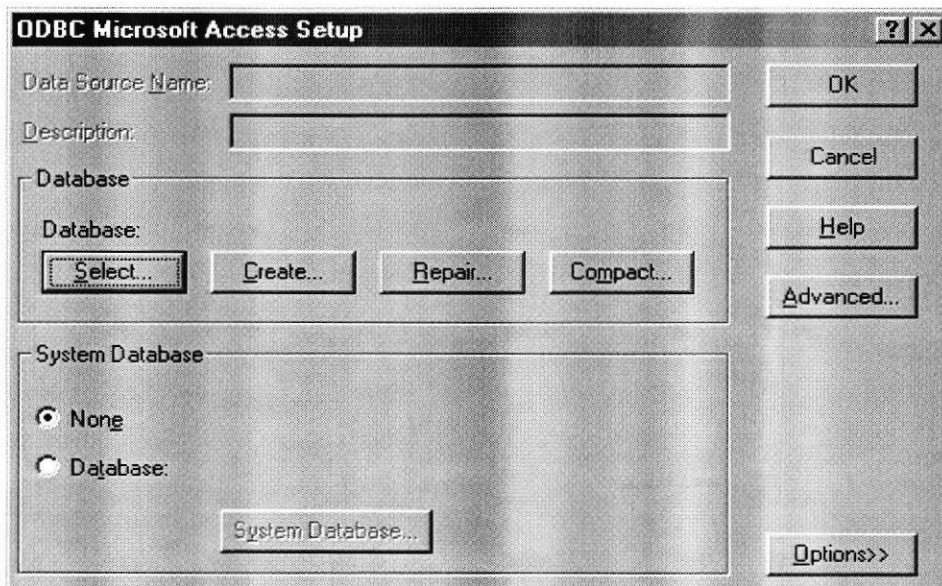 ODBC Microsoft Access Setup
Data Source Name:
OK
Description:
Cancel
Database
Database:
Help
Select...
Create...
Repair...
Compact...
Advanced...
System Database
None
Database:
System Database...
Options>>